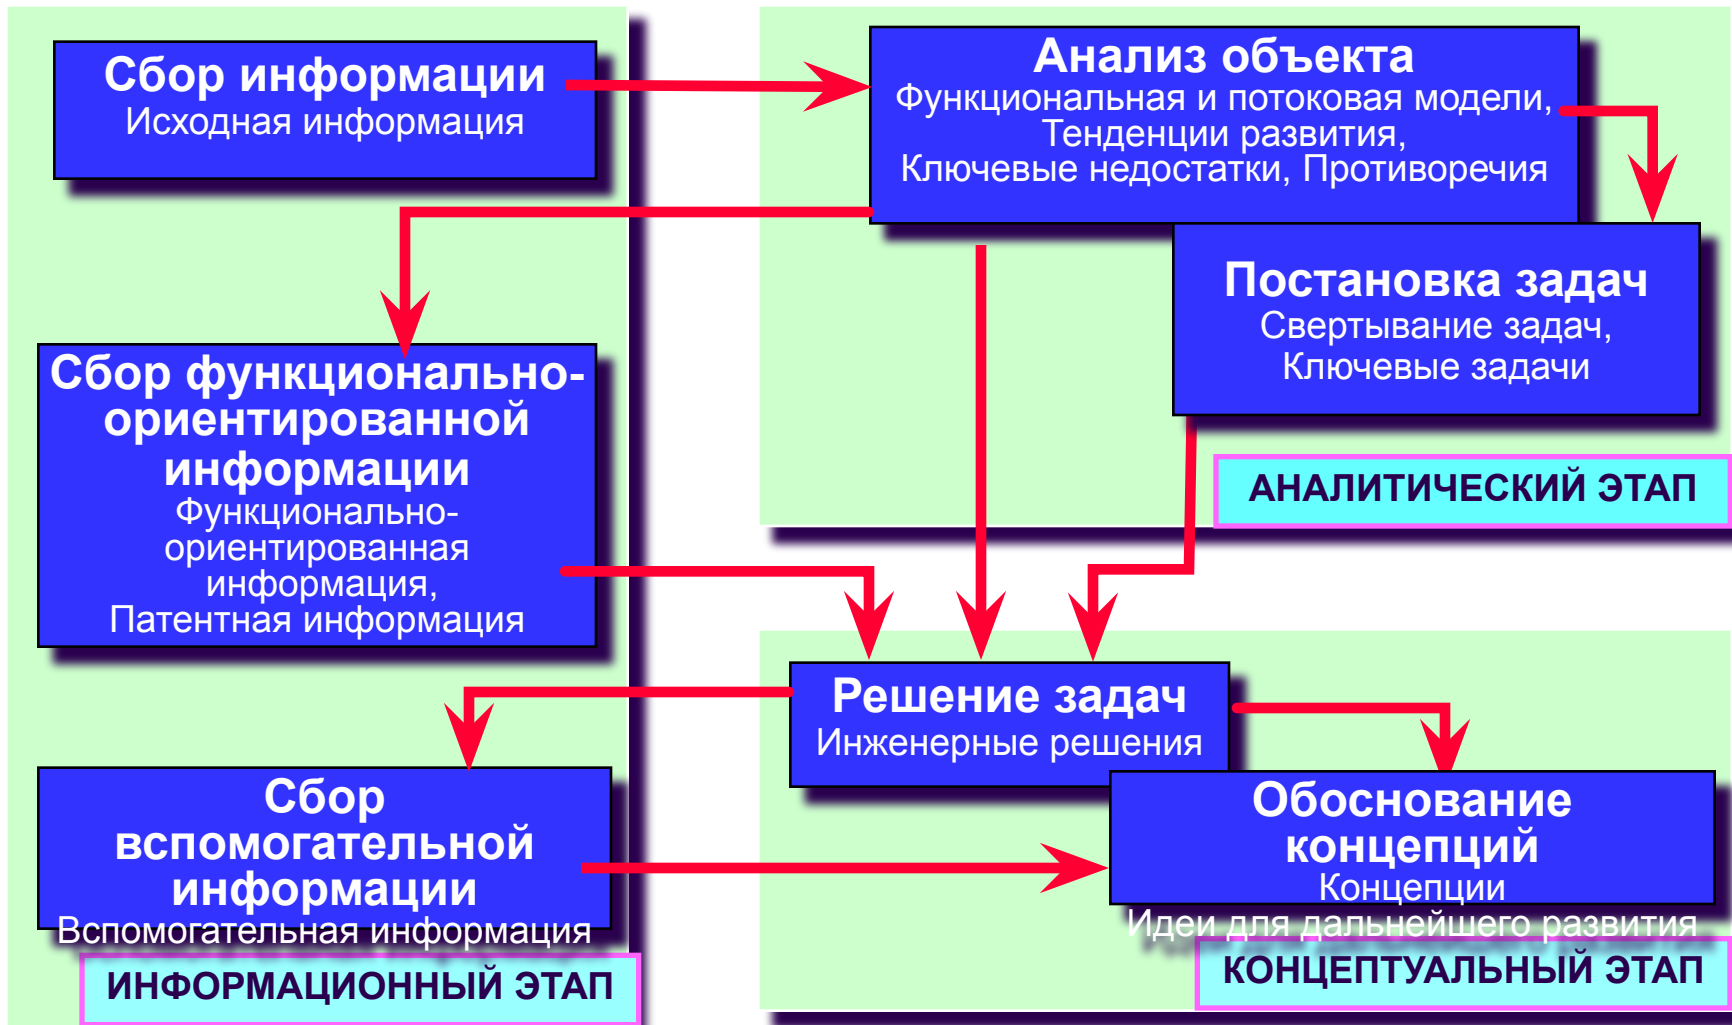 Сбор информации
Исходная информация
Анализ объекта
Функциональная и потоковая модели,
Тенденции развития,
Ключевые недостатки, Противоречия
Постановка задач
Свертывание задач,
Ключевые задачи
АНАЛИТИЧЕСКИЙ ЭТАП
Сбор функционально-
ориентированной
информации
Функционально-
ориентированная
информация,
Патентная информация
Решение задач
Инженерные решения
Сбор
вспомогательной
информации
Вспомогательная информация
ИНФОРМАЦИОННЫЙ ЭТАП
Обоснование
концепций
Концепции
Идеи для дальнейшего развития
КОНЦЕПТУАЛЬНЫЙ ЭТАП